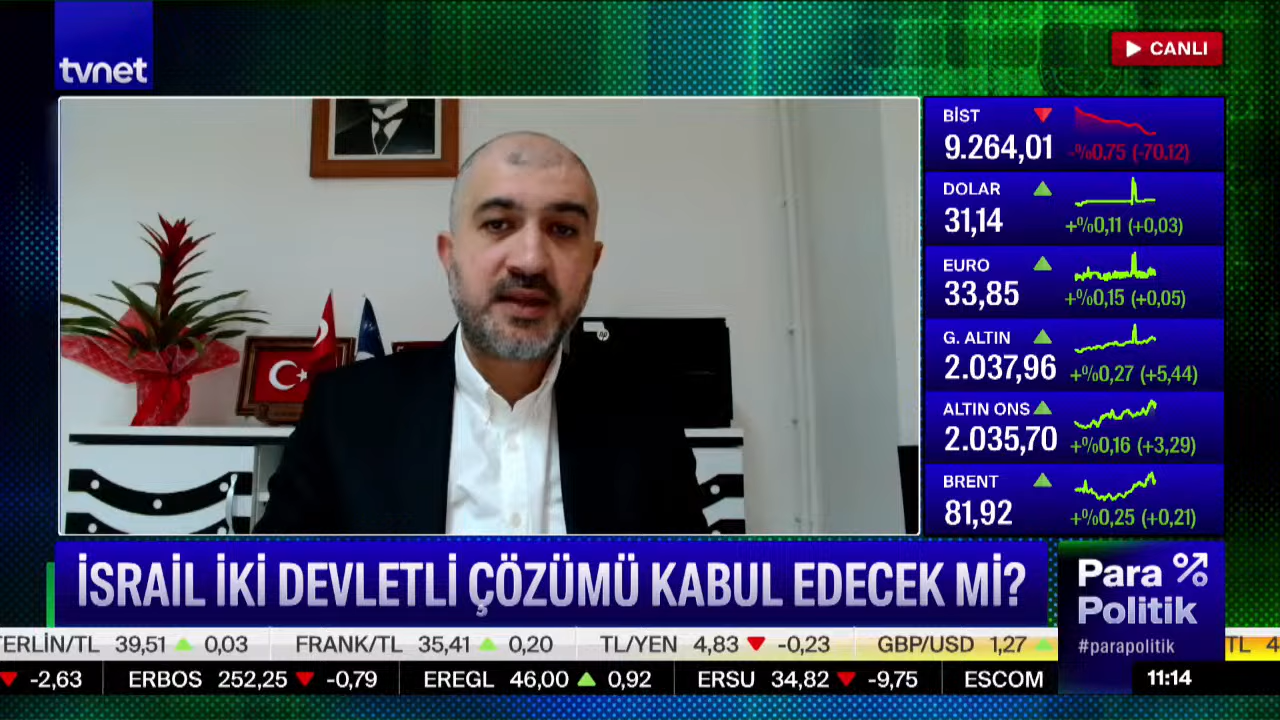 tvnet
CANLI
BİST
9.264,01
-%0.75 (-70.12)
DOLAR
31,14
+%0,11 (+0,03)
EURO
33,85
+%0,15 (+0,05)
G. ALTIN
2.037,96
+%0,27 (+5,44)
ALTIN ONS
2.035,70
+%0,16 (+3,29)
BRENT
81,92
+%0,25 (+0,21)
hp
İSRAİL İKİ DEVLETLİ ÇÖZÜMÜ KABUL EDECEK Mİ?
Para %
Politik
#parapolitik
TERLİN/TL 39,51 0,03 FRANK/TL 35,41 0,20 TL/YEN 4,83 -0,23 GBP/USD 1,27 TL 4
-2,63 ERBOS 252,25 -0,79 EREGL 46,00 0,92 ERSU 34,82 -9,75 ESCOM
11:14